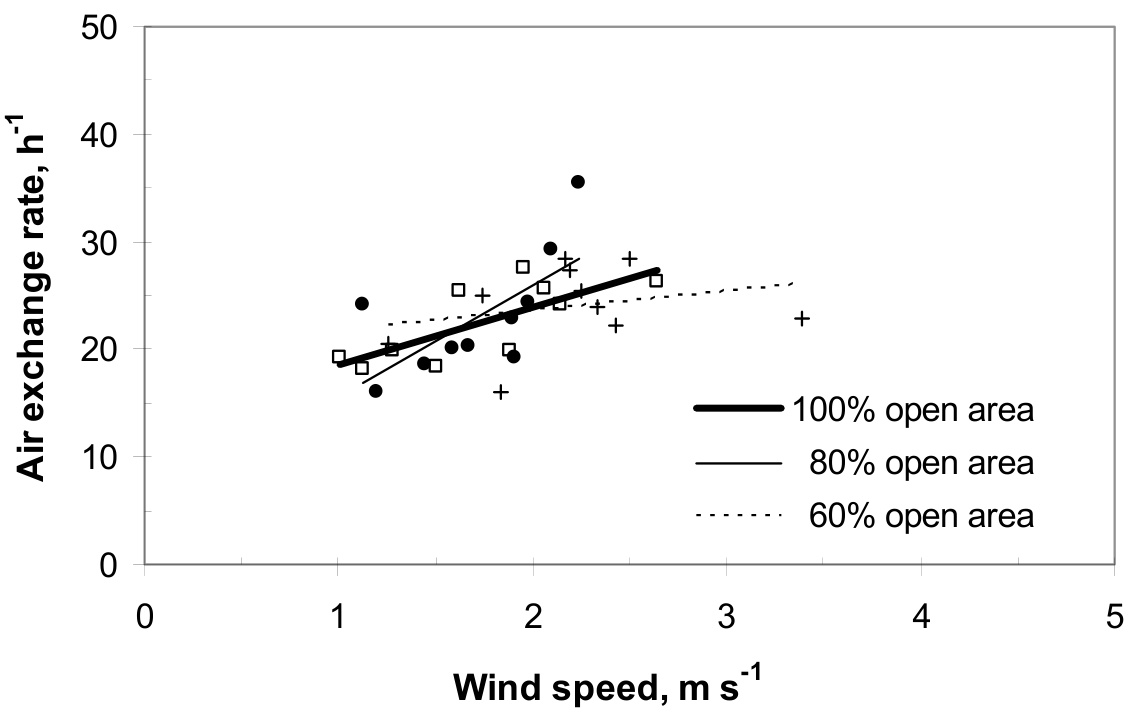 50
40
30
20
10
0
Air exchange rate, h⁻¹
100% open area
80% open area
60% open area
0 1 2 3 4 5
Wind speed, m s⁻¹